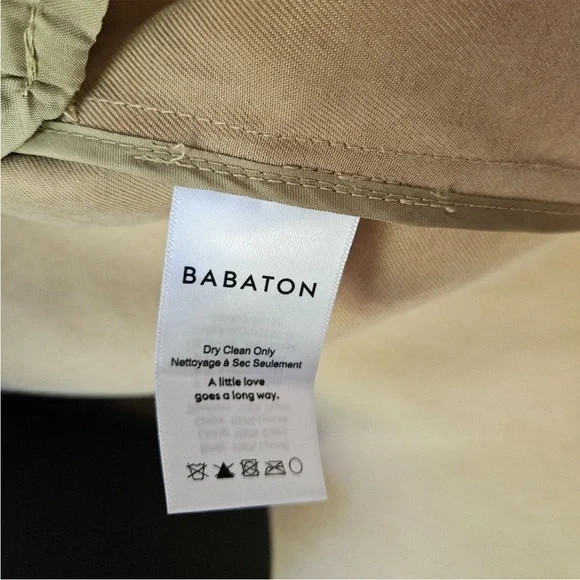 BABATON
Dry Clean Only
Nettoyage à Sec Seulement
A little love
goes a long way.